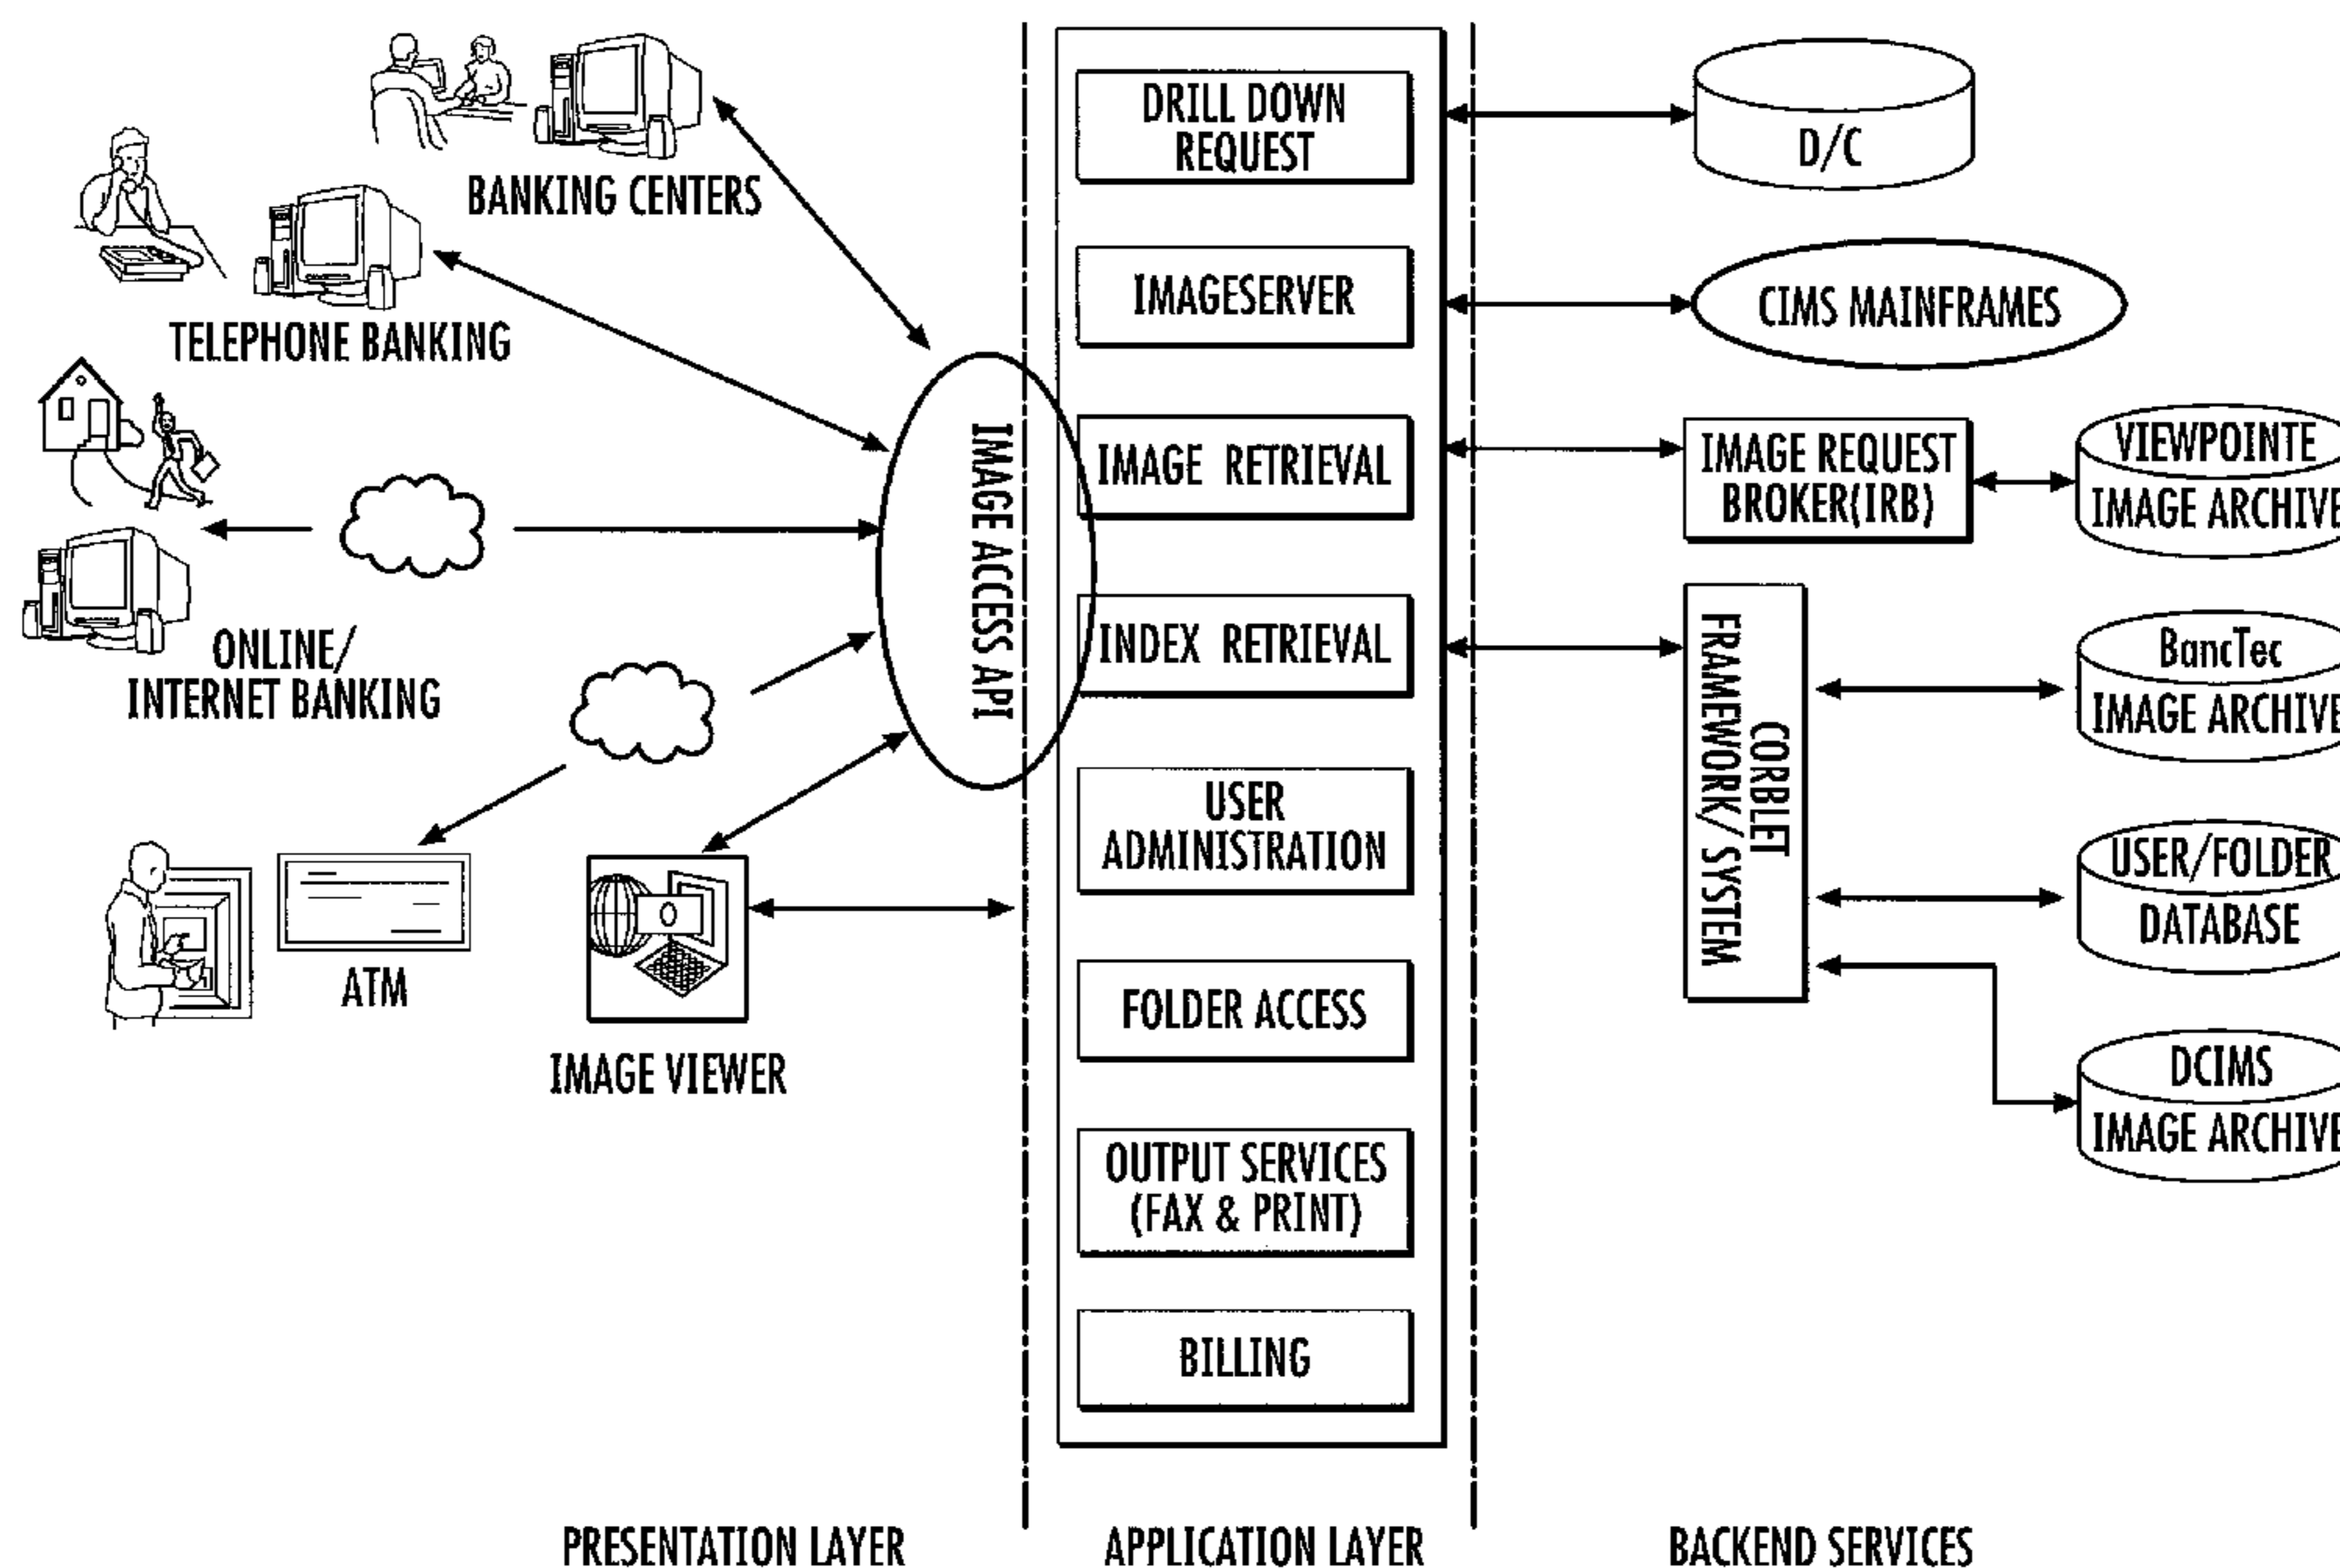 BANKING CENTERS
TELEPHONE BANKING
ONLINE/
INTERNET BANKING
ATM
IMAGE VIEWER
IMAGE ACCESS API
DRILL DOWN
REQUEST
IMAGESERVER
IMAGE RETRIEVAL
INDEX RETRIEVAL
USER
ADMINISTRATION
FOLDER ACCESS
OUTPUT SERVICES
(FAX & PRINT)
BILLING
D/C
CIMS MAINFRAMES
IMAGE REQUEST
BROKER(IRB)
VIEWPOINTE
IMAGE ARCHIVE
CORBLET
FRAMEWORK/SYSTEM
BancTec
IMAGE ARCHIVE
USER/FOLDER
DATABASE
DCIMS
IMAGE ARCHIVE
PRESENTATION LAYER
APPLICATION LAYER
BACKEND SERVICES